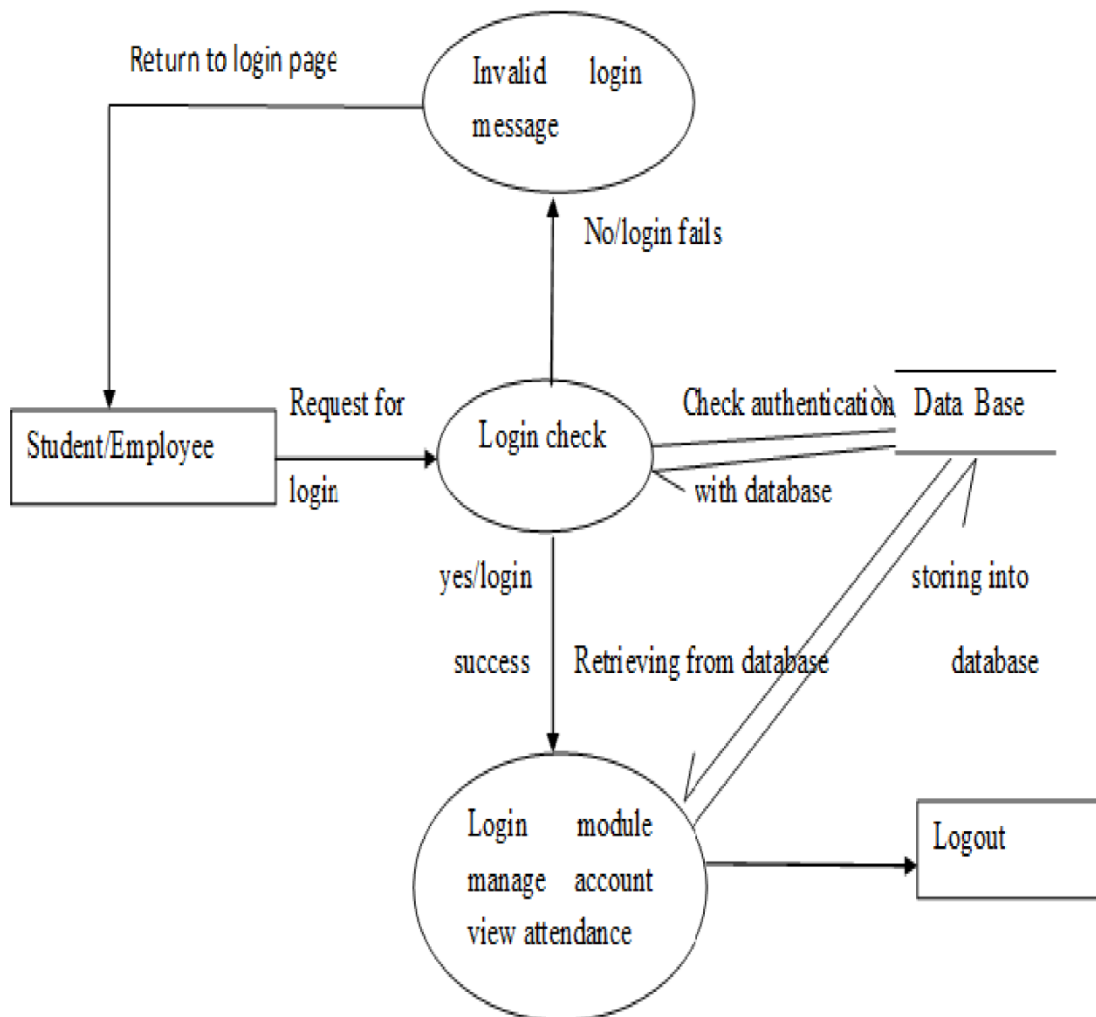 Return to login page
Invalid login
message
No/login fails
Request for
login
Student/Employee
Login check
Check authentication
with database
Data Base
yes/login
success
Retrieving from database
storing into
database
Login module
manage account
view attendance
Logout